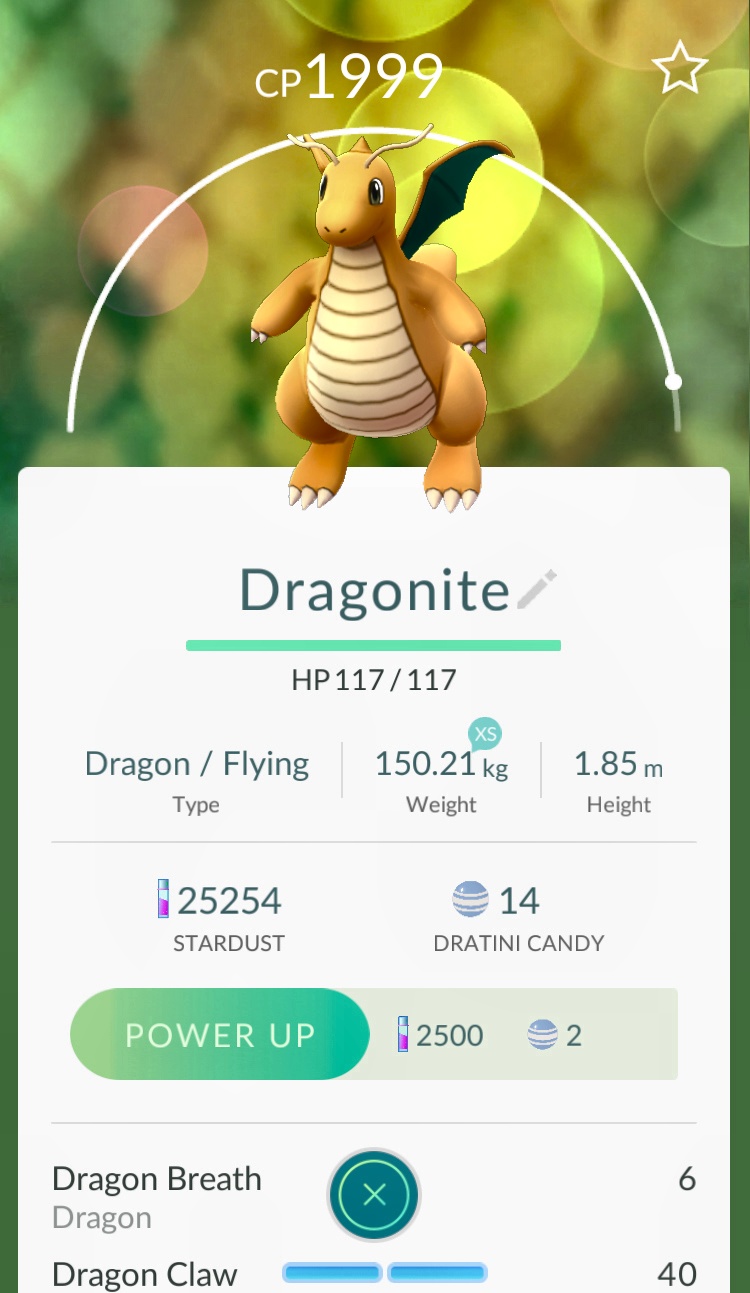 CP1999
Dragonite
HP 117 / 117
XS
Dragon / Flying 150.21 kg 1.85 m
Type Weight Height
25254 14
STARDUST DRATINI CANDY
POWER UP 2500 2
Dragon Breath 6
Dragon
Dragon Claw 40